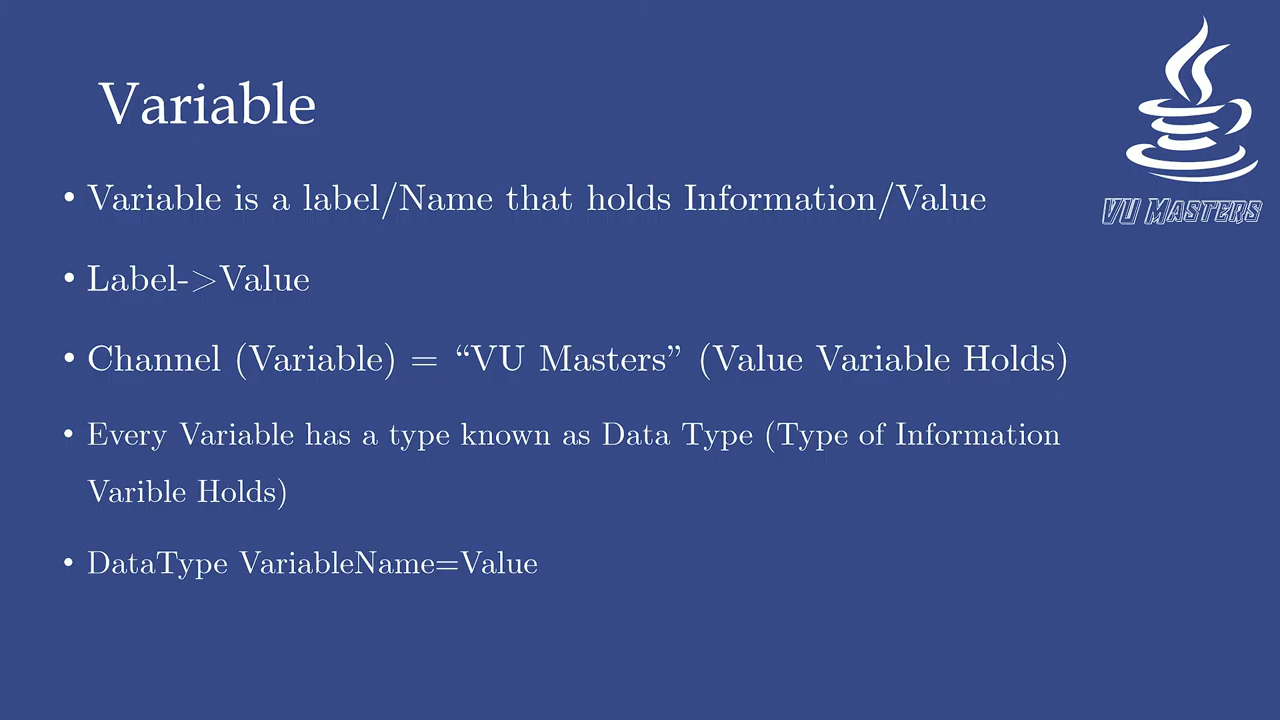 Variable
VU Masters
• Variable is a label/Name that holds Information/Value
• Label->Value
• Channel (Variable) = “VU Masters” (Value Variable Holds)
• Every Variable has a type known as Data Type (Type of Information
Varible Holds)
• DataType VariableName=Value